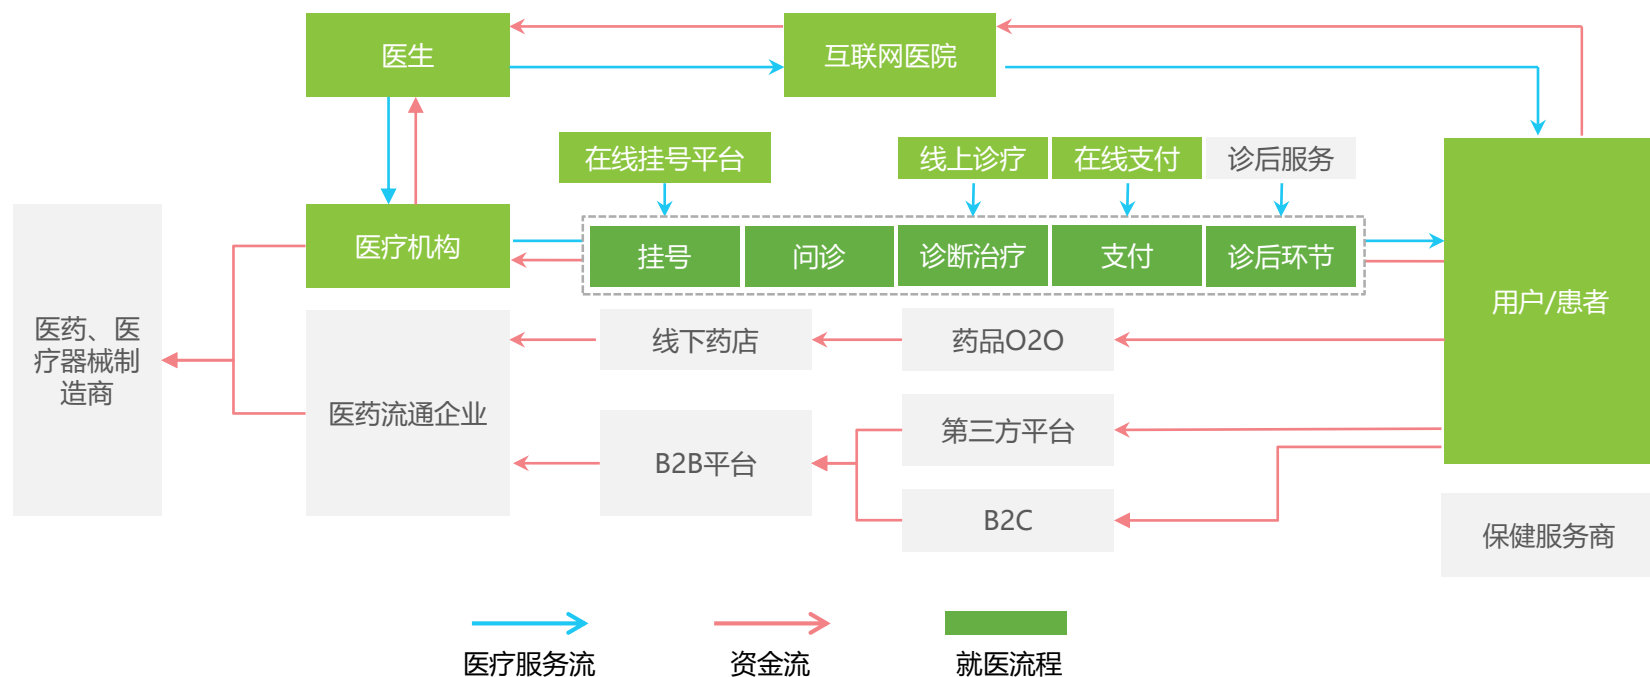 医生
互联网医院
在线挂号平台
线上诊疗
在线支付
诊后服务
医疗机构
挂号
问诊
诊断治疗
支付
诊后环节
用户/患者
医药、医
疗器械制
造商
线下药店
药品O2O
医药流通企业
第三方平台
B2B平台
B2C
保健服务商
医疗服务流
资金流
就医流程